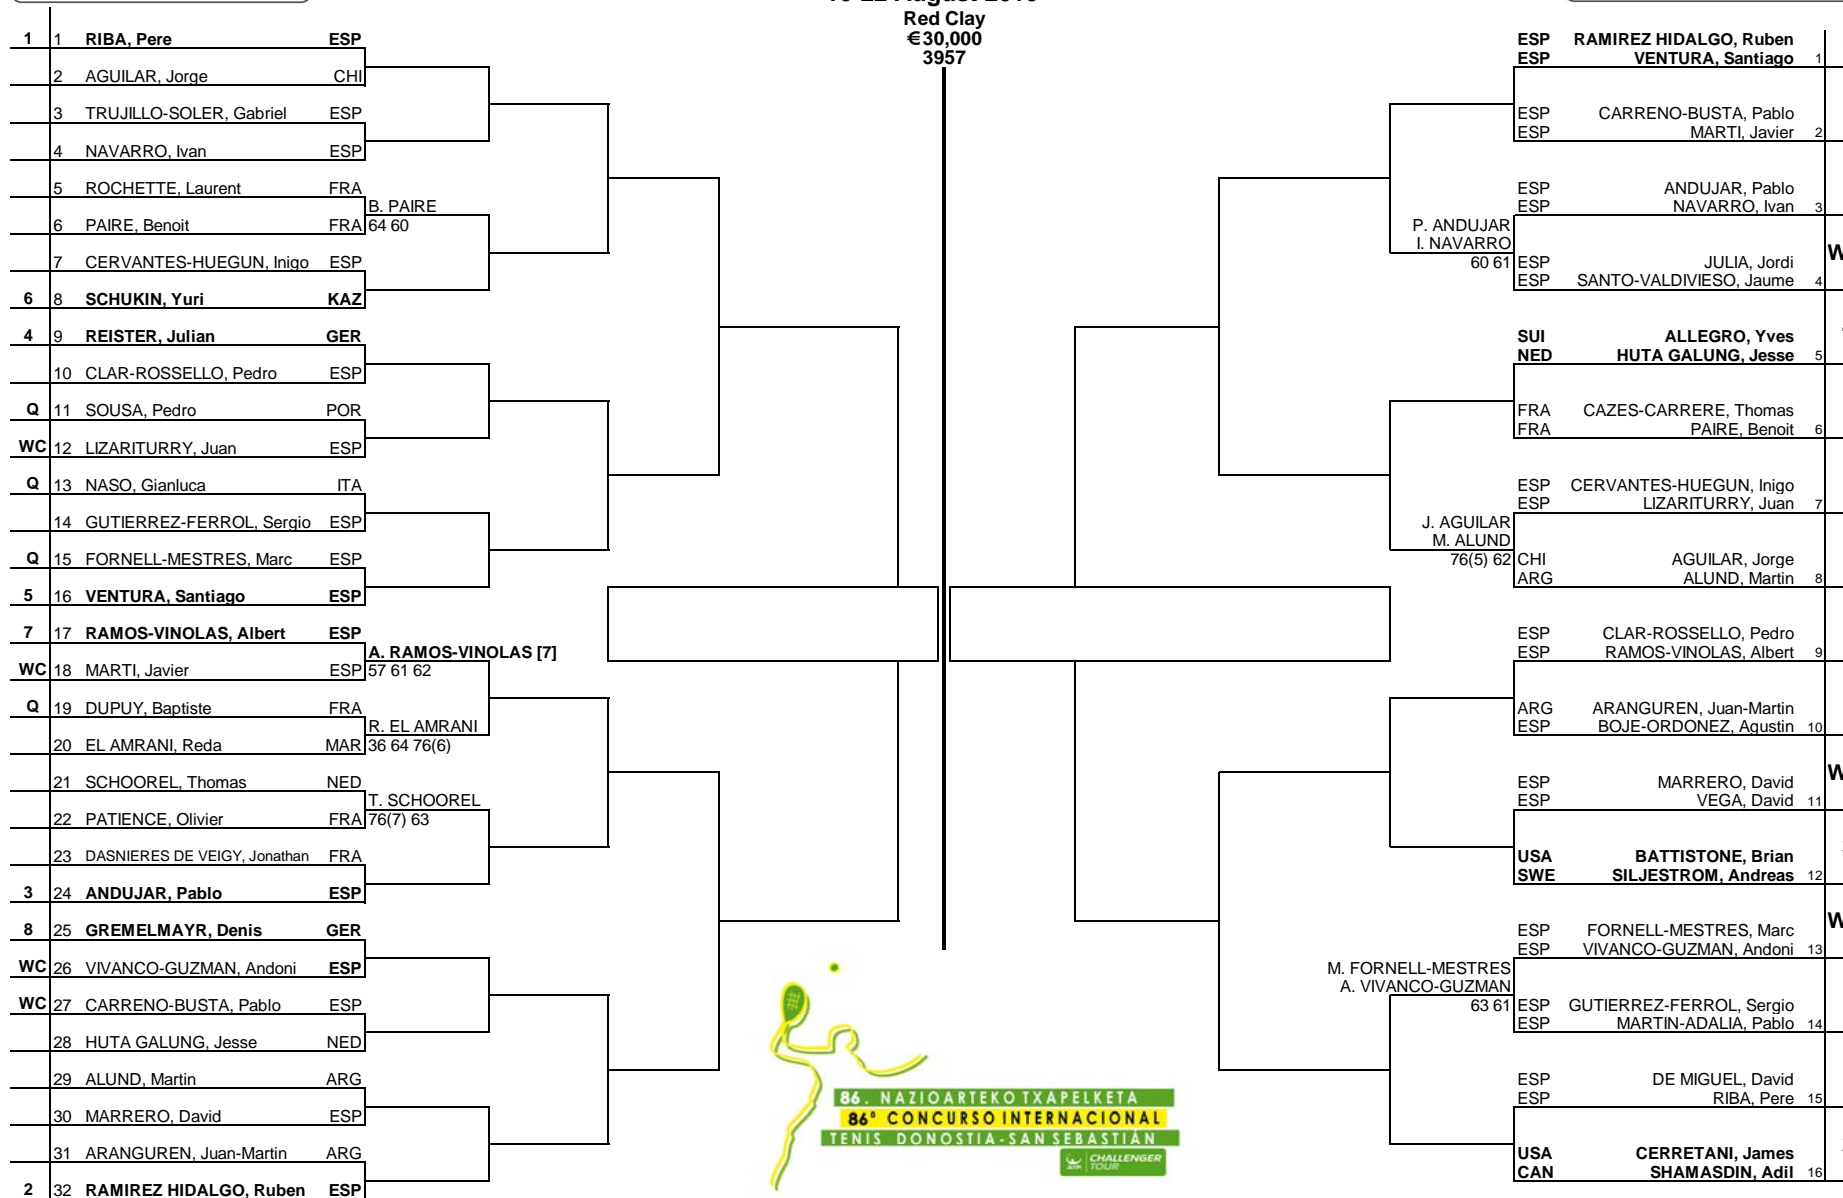 Red Clay
€30,000
3957
1 1 RIBA, Pere ESP
2 AGUILAR, Jorge CHI
3 TRUJILLO-SOLER, Gabriel ESP
4 NAVARRO, Ivan ESP
5 ROCHETTE, Laurent FRA
B. PAIRE
6 PAIRE, Benoit FRA 64 60
7 CERVANTES-HUEGUN, Inigo ESP
6 8 SCHUKIN, Yuri KAZ
4 9 REISTER, Julian GER
10 CLAR-ROSSELLO, Pedro ESP
Q 11 SOUSA, Pedro POR
WC 12 LIZARITURRY, Juan ESP
Q 13 NASO, Gianluca ITA
14 GUTIERREZ-FERROL, Sergio ESP
Q 15 FORNELL-MESTRES, Marc ESP
5 16 VENTURA, Santiago ESP
7 17 RAMOS-VINOLAS, Albert ESP
A. RAMOS-VINOLAS [7]
WC 18 MARTI, Javier ESP 57 61 62
Q 19 DUPUY, Baptiste FRA
R. EL AMRANI
20 EL AMRANI, Reda MAR 36 64 76(6)
21 SCHOOREL, Thomas NED
T. SCHOOREL
22 PATIENCE, Olivier FRA 76(7) 63
23 DASNIERES DE VEIGY, Jonathan FRA
3 24 ANDUJAR, Pablo ESP
8 25 GREMELMAYR, Denis GER
WC 26 VIVANCO-GUZMAN, Andoni ESP
WC 27 CARRENO-BUSTA, Pablo ESP
28 HUTA GALUNG, Jesse NED
29 ALUND, Martin ARG
30 MARRERO, David ESP
31 ARANGUREN, Juan-Martin ARG
2 32 RAMIREZ HIDALGO, Ruben ESP
ESP RAMIREZ HIDALGO, Ruben
ESP VENTURA, Santiago 1
ESP CARRENO-BUSTA, Pablo
ESP MARTI, Javier 2
ESP ANDUJAR, Pablo
ESP NAVARRO, Ivan 3
P. ANDUJAR
I. NAVARRO
60 61 ESP JULIA, Jordi
ESP SANTO-VALDIVIESO, Jaume 4
SUI ALLEGRO, Yves
NED HUTA GALUNG, Jesse 5
FRA CAZES-CARRERE, Thomas
FRA PAIRE, Benoit 6
ESP CERVANTES-HUEGUN, Inigo
ESP LIZARITURRY, Juan 7
J. AGUILAR
M. ALUND
76(5) 62 CHI AGUILAR, Jorge
ARG ALUND, Martin 8
ESP CLAR-ROSSELLO, Pedro
ESP RAMOS-VINOLAS, Albert 9
ARG ARANGUREN, Juan-Martin
ESP BOJE-ORDONEZ, Agustin 10
ESP MARRERO, David
ESP VEGA, David 11
USA BATTISTONE, Brian
SWE SILJESTROM, Andreas 12
ESP FORNELL-MESTRES, Marc
ESP VIVANCO-GUZMAN, Andoni 13
M. FORNELL-MESTRES
A. VIVANCO-GUZMAN
63 61 ESP GUTIERREZ-FERROL, Sergio
ESP MARTIN-ADALIA, Pablo 14
ESP DE MIGUEL, David
ESP RIBA, Pere 15
USA CERRETANI, James
CAN SHAMASDIN, Adil 16
86. NAZIOARTEKO TXAPELKETA
86º CONCURSO INTERNACIONAL
TENIS DONOSTIA-SAN SEBASTIÁN
ATP CHALLENGER
TOUR